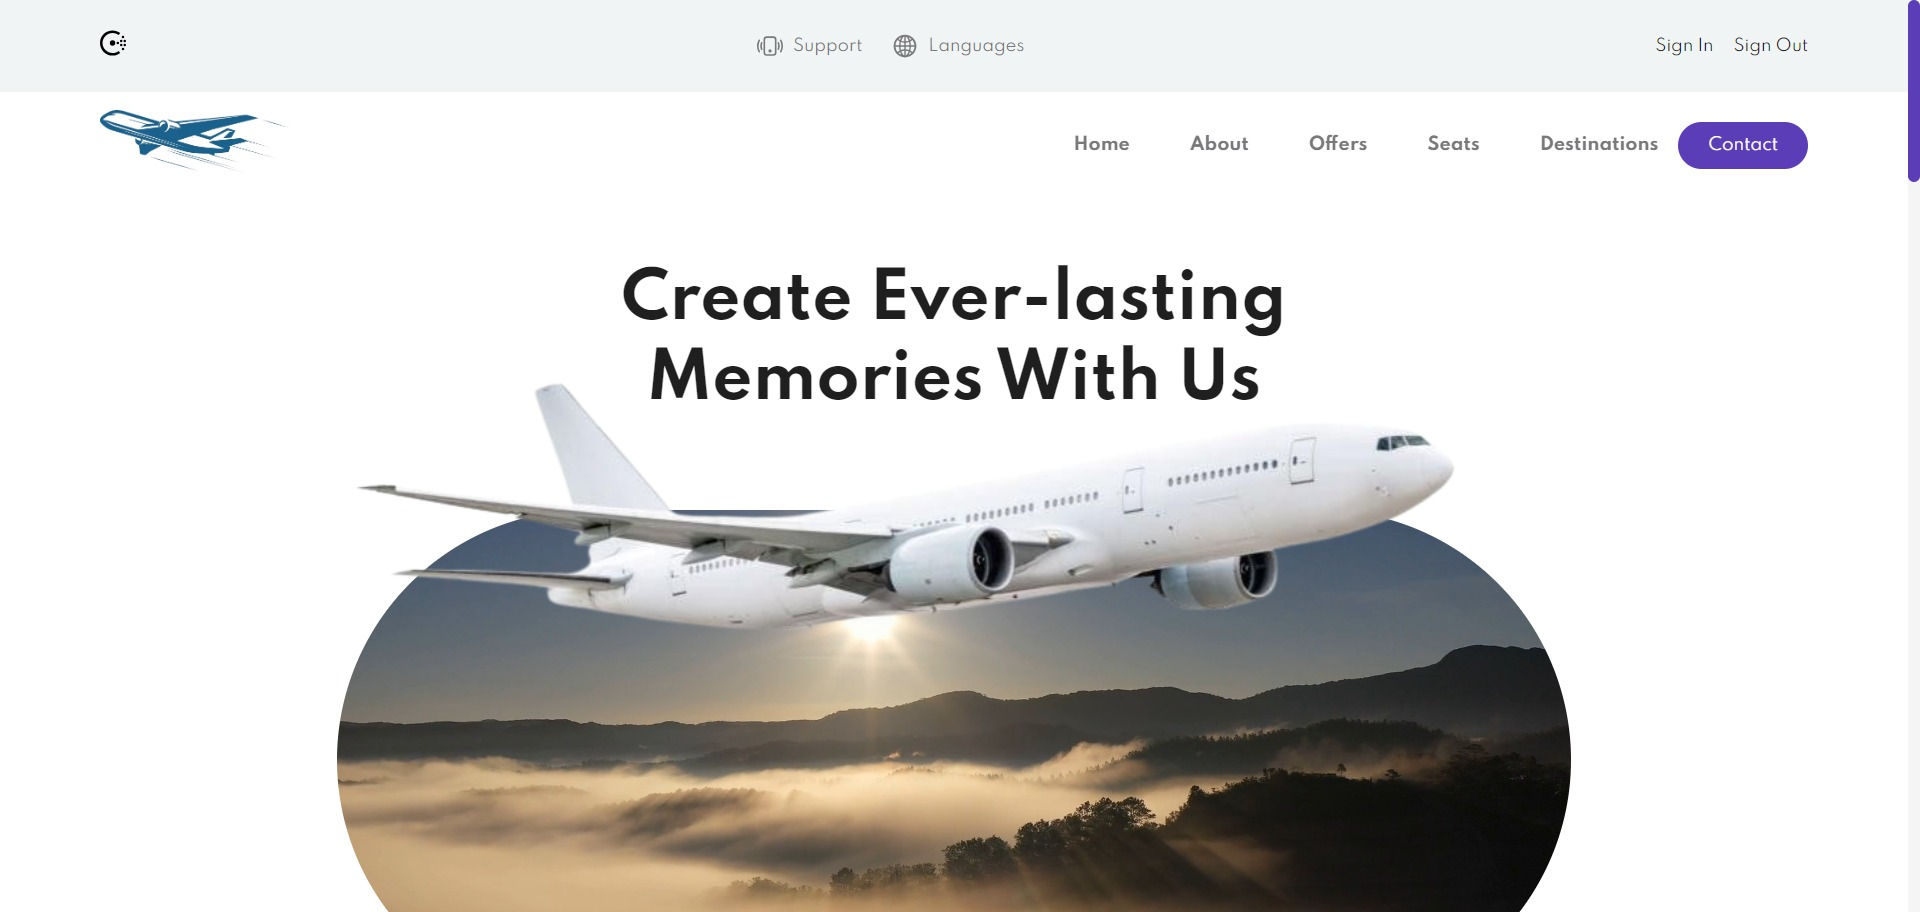 Support Languages Sign In Sign Out
Home About Offers Seats Destinations Contact
Create Ever-lasting
Memories With Us